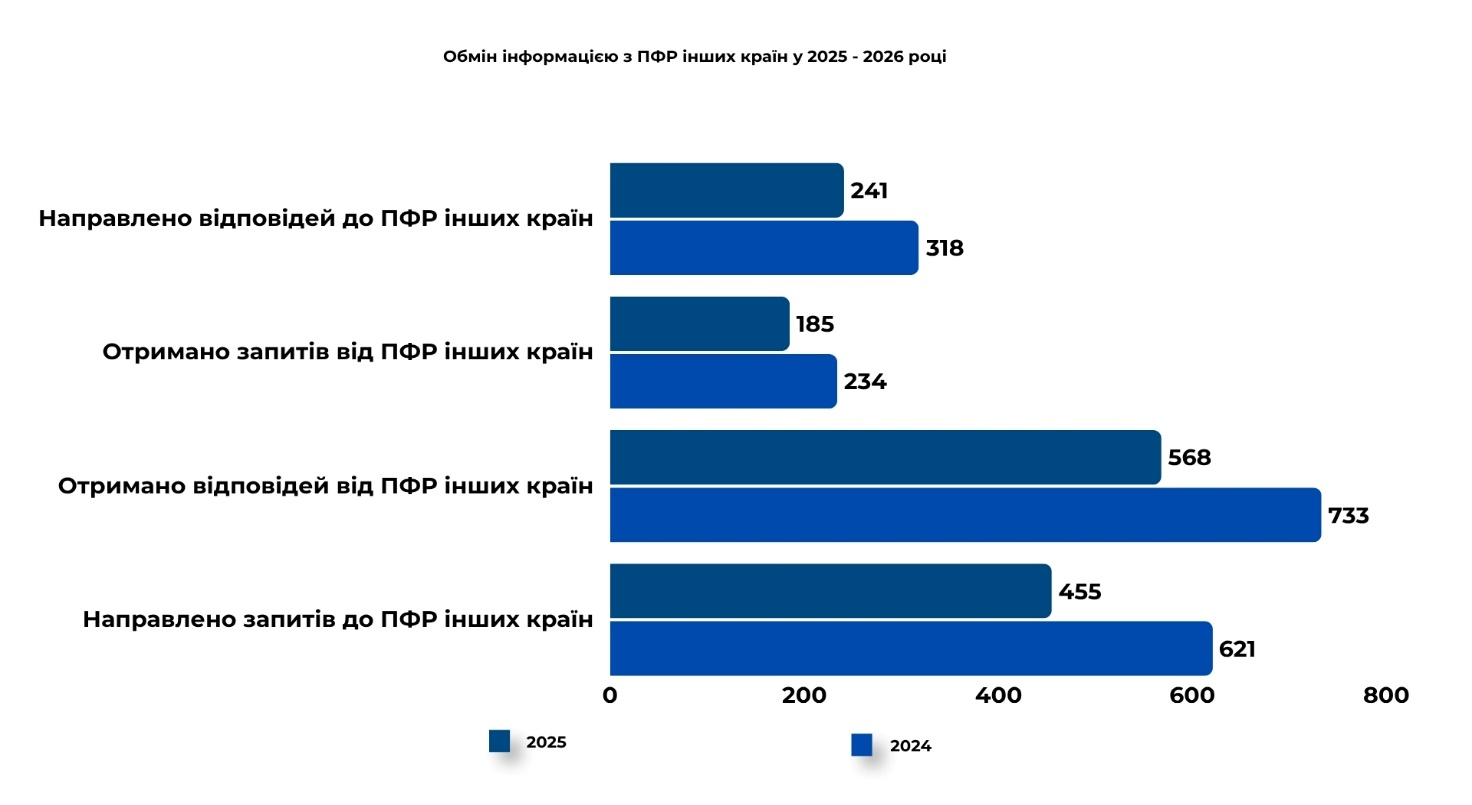 Обмін інформацією з ПФР інших країн у 2025 - 2026 році
Направлено відповідей до ПФР інших країн
241
318
Отримано запитів від ПФР інших країн
185
234
Отримано відповідей від ПФР інших країн
568
733
Направлено запитів до ПФР інших країн
455
621
0 200 400 600 800
2025 2024